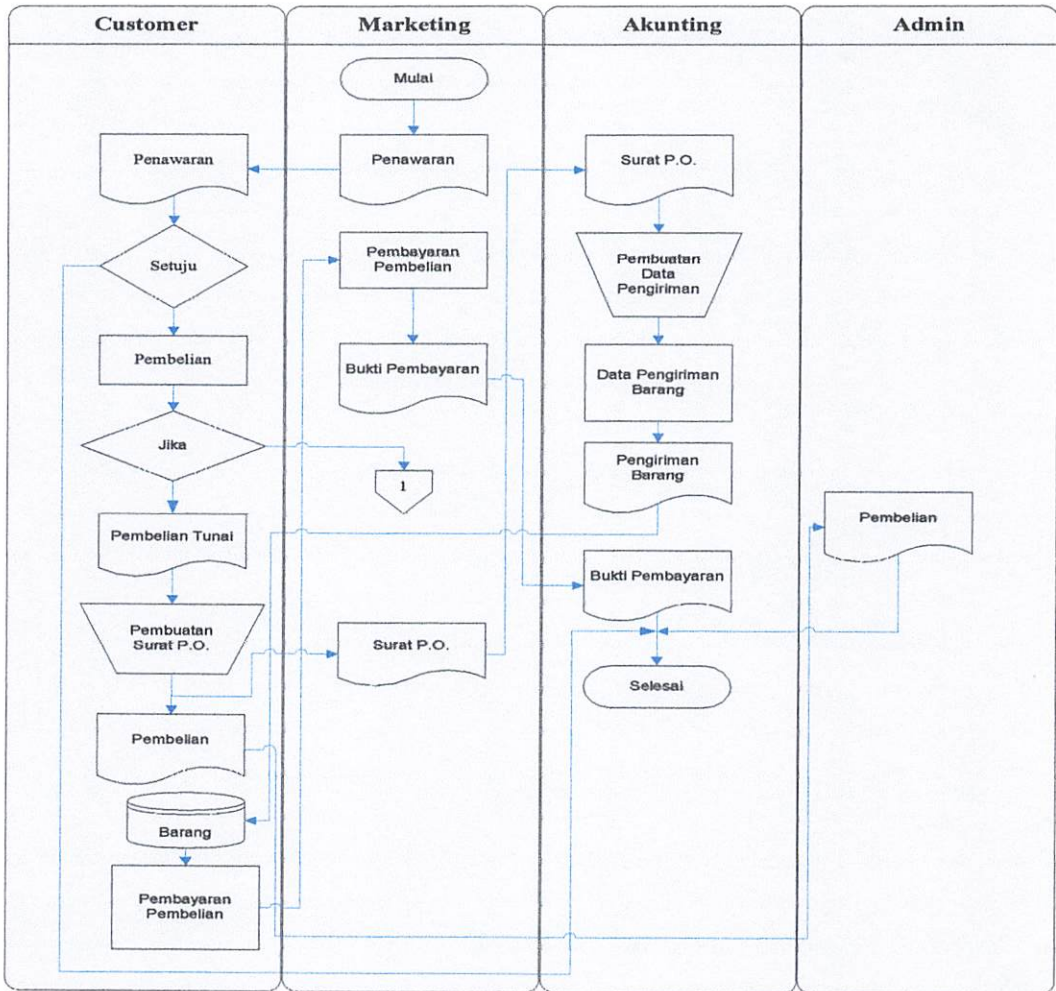 Customer
Marketing
Akunting
Admin
Mulai
Penawaran
Penawaran
Surat P.O.
Setuju
Pembayaran
Pembelian
Pembuatan
Data
Pengiriman
Pembelian
Bukti Pembayaran
Data Pengiriman
Barang
Jika
1
Pengiriman
Barang
Pembelian Tunai
Pembelian
Bukti Pembayaran
Pembuatan
Surat P.O.
Surat P.O.
Selesai
Pembelian
Barang
Pembayaran
Pembelian